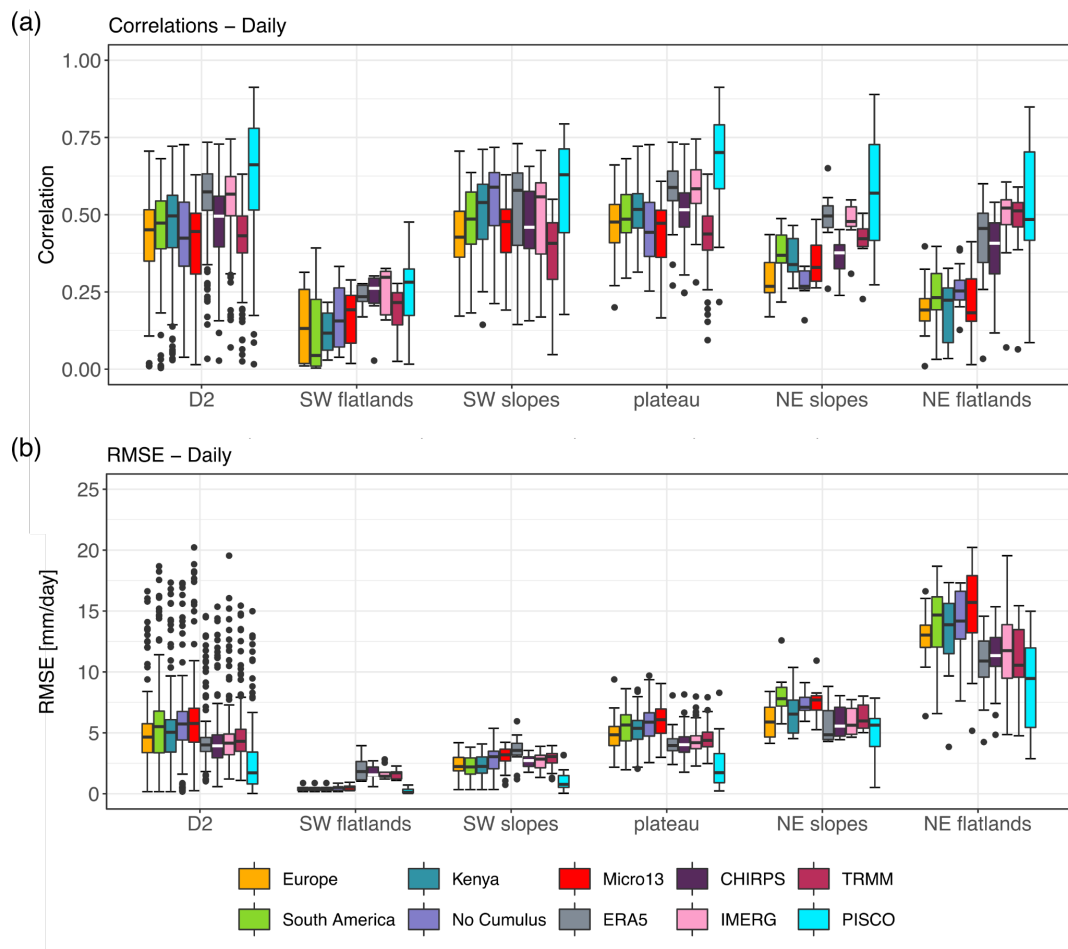 (a)
Correlations – Daily
1.00
0.75
0.50
0.25
0.00
Correlation
D2 SW flatlands SW slopes plateau NE slopes NE flatlands
(b)
RMSE – Daily
25
20
15
10
5
0
RMSE [mm/day]
D2 SW flatlands SW slopes plateau NE slopes NE flatlands
Europe Kenya Micro13 CHIRPS TRMM
South America No Cumulus ERA5 IMERG PISCO